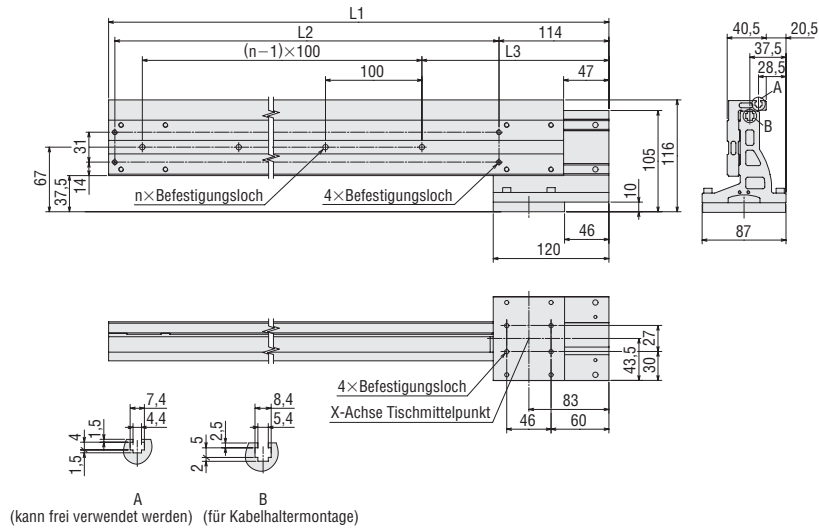 L1
L2
114
40,5
20,5
(n−1)×100
L3
37,5
100
47
28,5
A
B
31
14
67
37,5
105
116
10
n×Befestigungsloch
4×Befestigungsloch
46
120
87
4×Befestigungsloch
X-Achse Tischmittelpunkt
27
30
43,5
83
46
60
7,4
4,4
1,5
4
1,5
8,4
5,4
2,5
5
2
A
B
(kann frei verwendet werden)
(für Kabelhaltermontage)